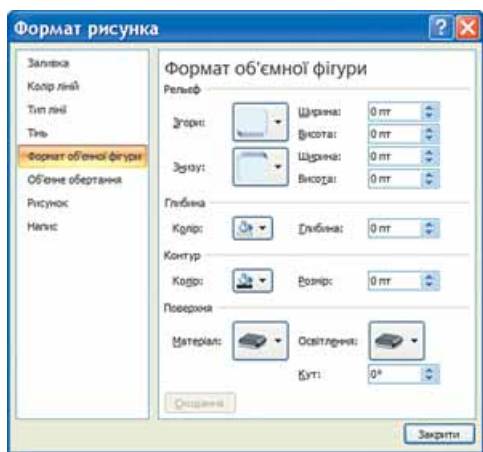 Формат рисунка
Заливка
Колір ліній
Тип лінії
Тінь
Формат об'ємної фігури
Об'ємне обертання
Рисунок
Напис
Формат об'ємної фігури
Рельєф
Згори:
Ширина: 0 пт
Висота: 0 пт
Знизу:
Ширина: 0 пт
Висота: 0 пт
Глибина
Колір: Глибина: 0 пт
Контур
Колір: Розмір: 0 пт
Поверхня
Матеріал: Освітлення:
Кут: 0°
Скидання
Закрити